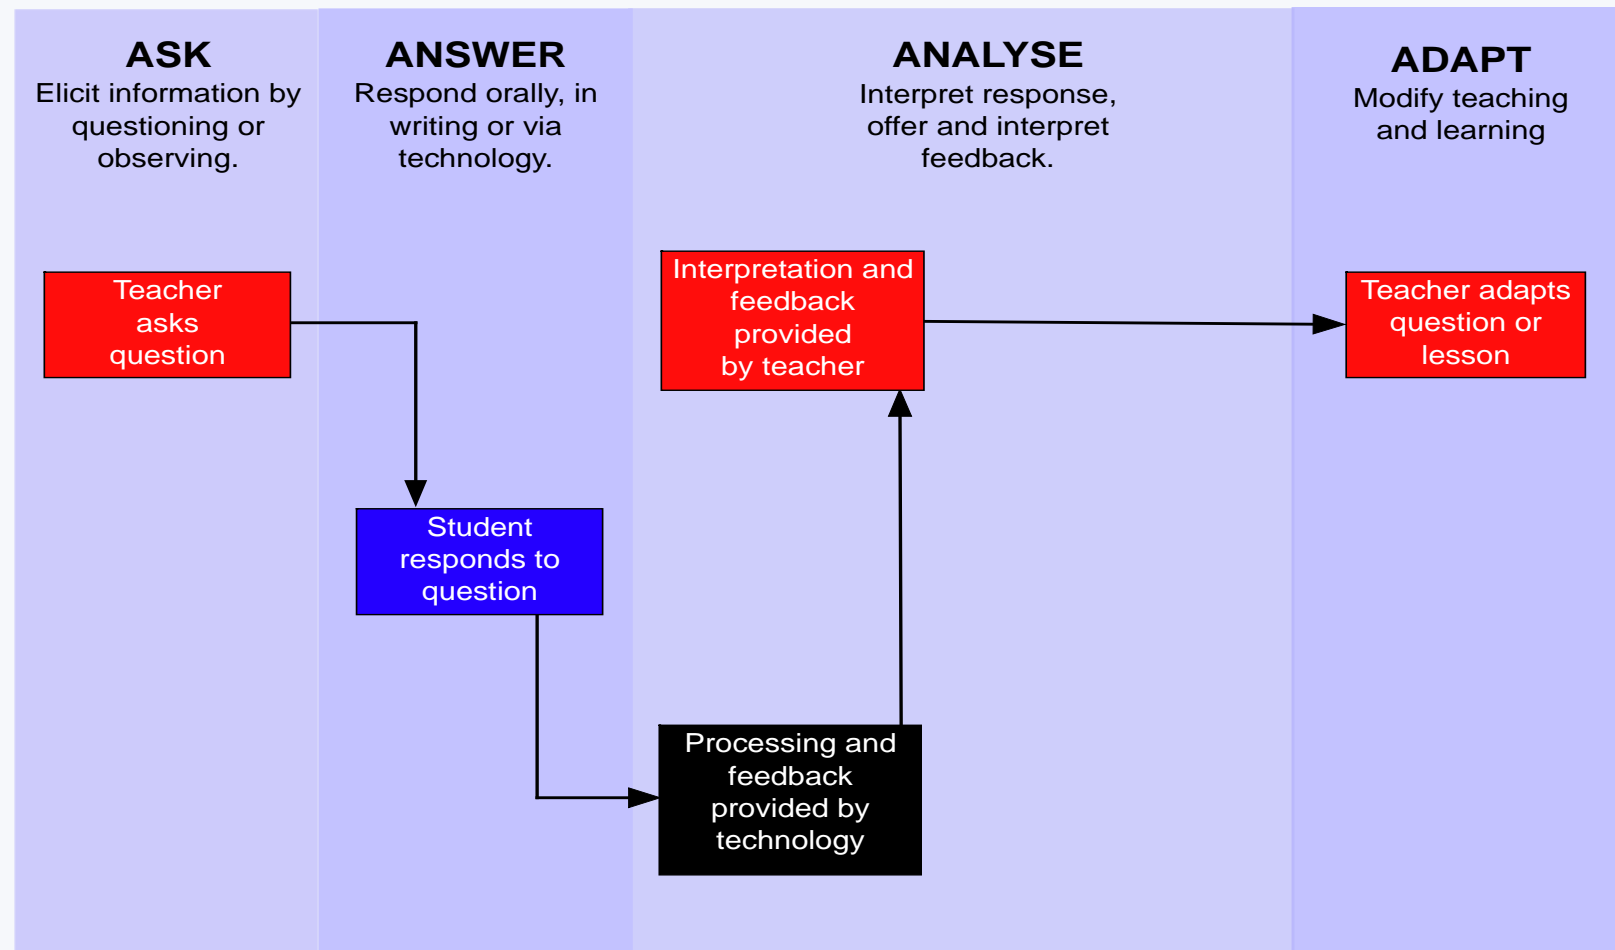 ASK
Elicit information by
questioning or
observing.
ANSWER
Respond orally, in
writing or via
technology.
ANALYSE
Interpret response,
offer and interpret
feedback.
ADAPT
Modify teaching
and learning
Teacher
asks
question
Student
responds to
question
Interpretation and
feedback
provided
by teacher
Processing and
feedback
provided by
technology
Teacher adapts
question or
lesson